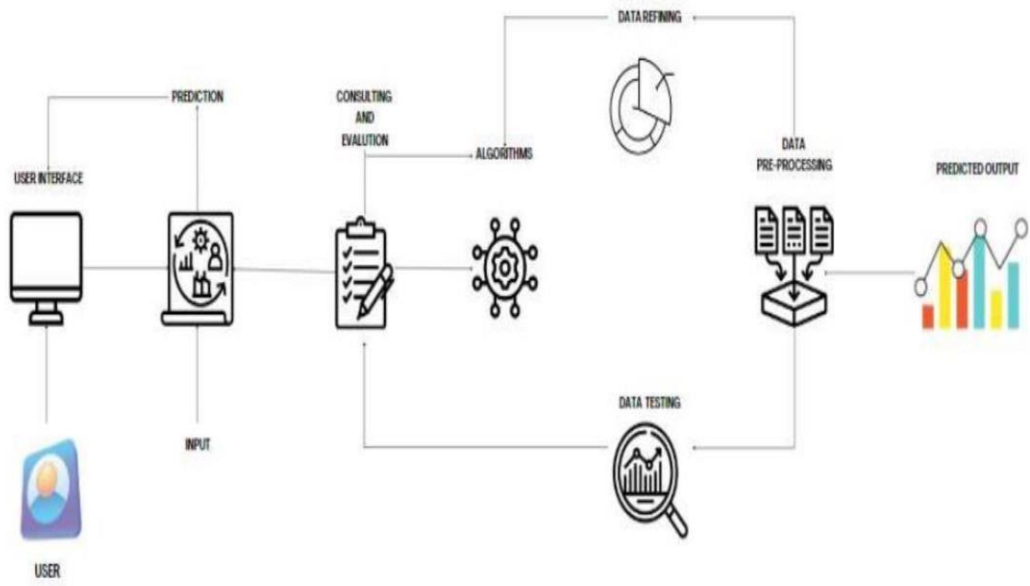 DATA REFINING
PREDICTION
CONSULTING
AND
EVALUTION
ALGORITHMS
DATA
PRE-PROCESSING
PREDICTED OUTPUT
USER INTERFACE
DATA TESTING
INPUT
USER